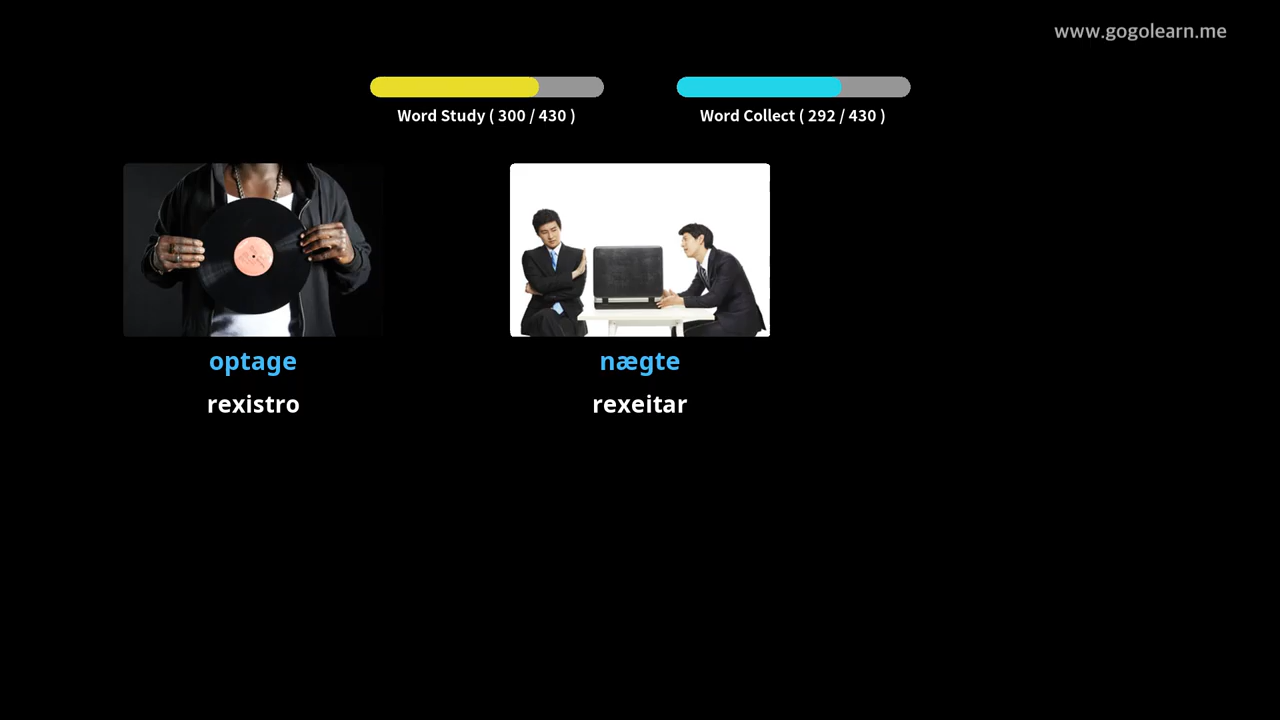 www.gogolearn.me
Word Study ( 300 / 430 )
Word Collect ( 292 / 430 )
optage
nægte
rexistro
rexeitar